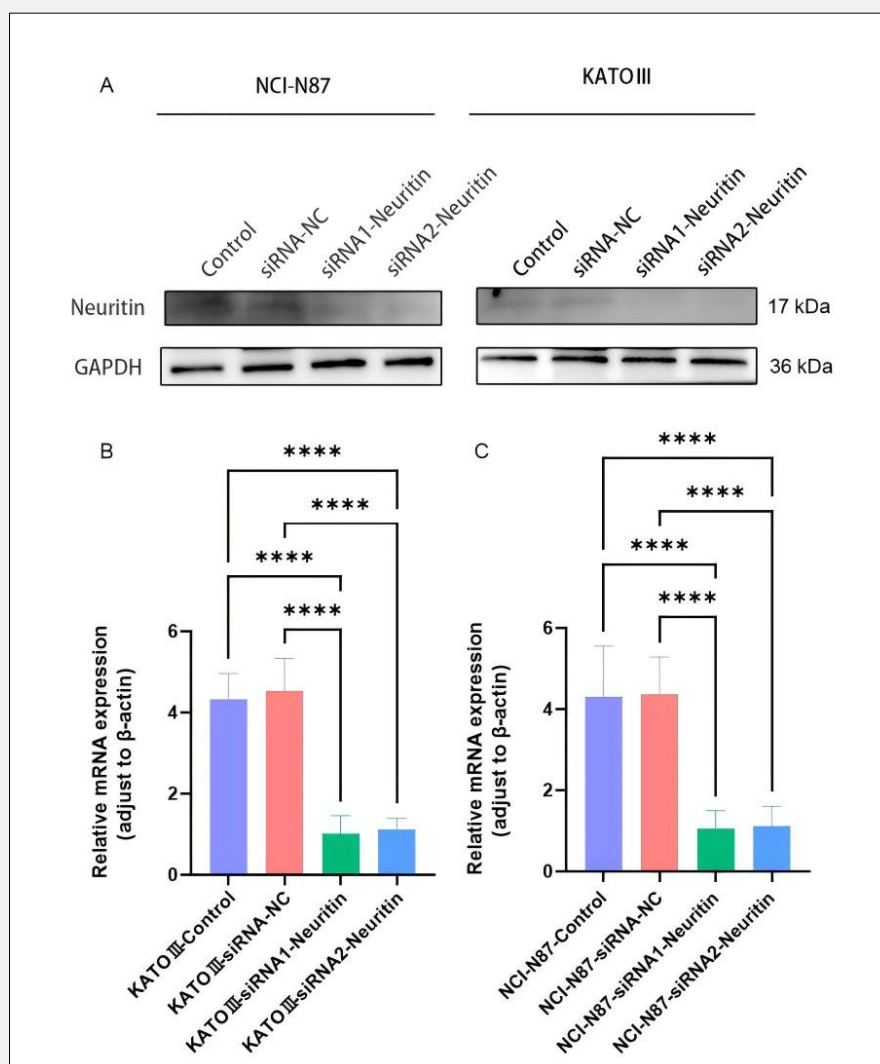 A
NCI-N87
KATOⅢ
Control
siRNA-NC
siRNA1-Neuritin
siRNA2-Neuritin
Control
siRNA-NC
siRNA1-Neuritin
siRNA2-Neuritin
Neuritin
17 kDa
GAPDH
36 kDa
B
****
****
****
****
Relative mRNA expression
(adjust to β-actin)
6
4
2
0
KATOⅢ-Control
KATOⅢ-siRNA-NC
KATOⅢ-siRNA1-Neuritin
KATOⅢ-siRNA2-Neuritin
C
****
****
****
****
Relative mRNA expression
(adjust to β-actin)
6
4
2
0
NCI-N87-Control
NCI-N87-siRNA-NC
NCI-N87-siRNA1-Neuritin
NCI-N87-siRNA2-Neuritin